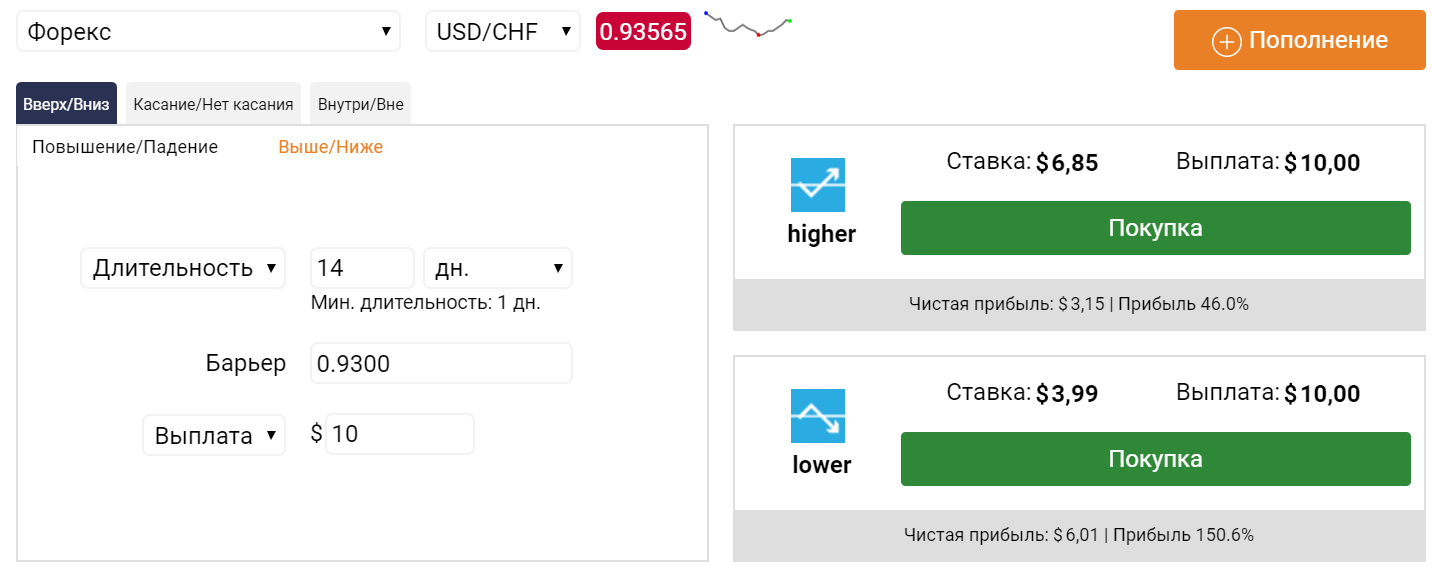 Форекс
USD/CHF
0.93565
Пополнение
Вверх/Вниз
Касание/Нет касания
Внутри/Вне
Повышение/Падение
Выше/Ниже
Длительность
14
дн.
Мин. длительность: 1 дн.
Барьер
0.9300
Выплата
$ 10
Ставка: $ 6,85
Выплата: $ 10,00
higher
Покупка
Чистая прибыль: $ 3,15 | Прибыль 46.0%
Ставка: $ 3,99
Выплата: $ 10,00
lower
Покупка
Чистая прибыль: $ 6,01 | Прибыль 150.6%